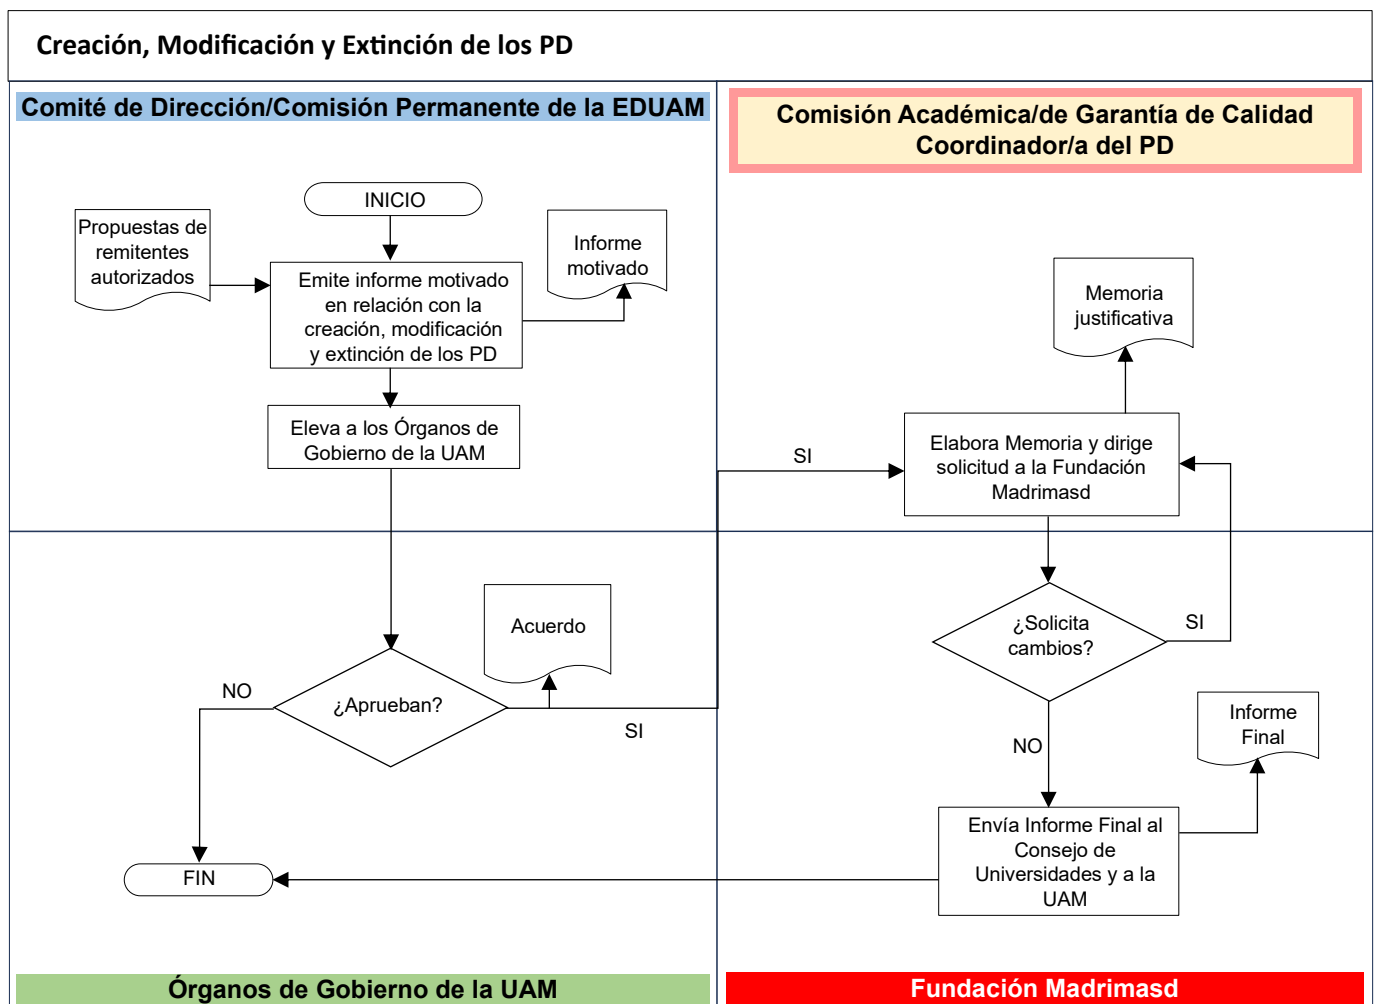 Creación, Modificación y Extinción de los PD
Comité de Dirección/Comisión Permanente de la EDUAM
Comisión Académica/de Garantía de Calidad
Coordinador/a del PD
INICIO
Propuestas de
remitentes
autorizados
Informe
motivado
Emite informe motivado
en relación con la
creación, modificación
y extinción de los PD
Eleva a los Órganos de
Gobierno de la UAM
Memoria
justificativa
SI
Elabora Memoria y dirige
solicitud a la Fundación
Madrimasd
Acuerdo
¿Aprueban?
NO
SI
¿Solicita
cambios?
SI
NO
Informe
Final
Envía Informe Final al
Consejo de
Universidades y a la
UAM
FIN
Órganos de Gobierno de la UAM
Fundación Madrimasd